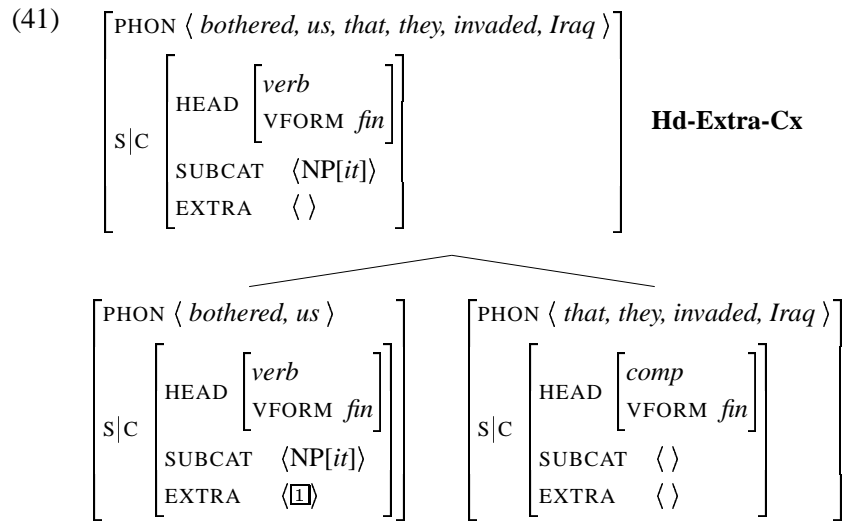 (41)
PHON ⟨ bothered, us, that, they, invaded, Iraq ⟩
HEAD verb
VFORM fin
S|C
SUBCAT ⟨NP[it]⟩
EXTRA ⟨ ⟩
Hd-Extra-Cx
PHON ⟨ bothered, us ⟩
HEAD verb
VFORM fin
S|C
SUBCAT ⟨NP[it]⟩
EXTRA ⟨1⟩
PHON ⟨ that, they, invaded, Iraq ⟩
HEAD comp
VFORM fin
S|C
SUBCAT ⟨ ⟩
EXTRA ⟨ ⟩